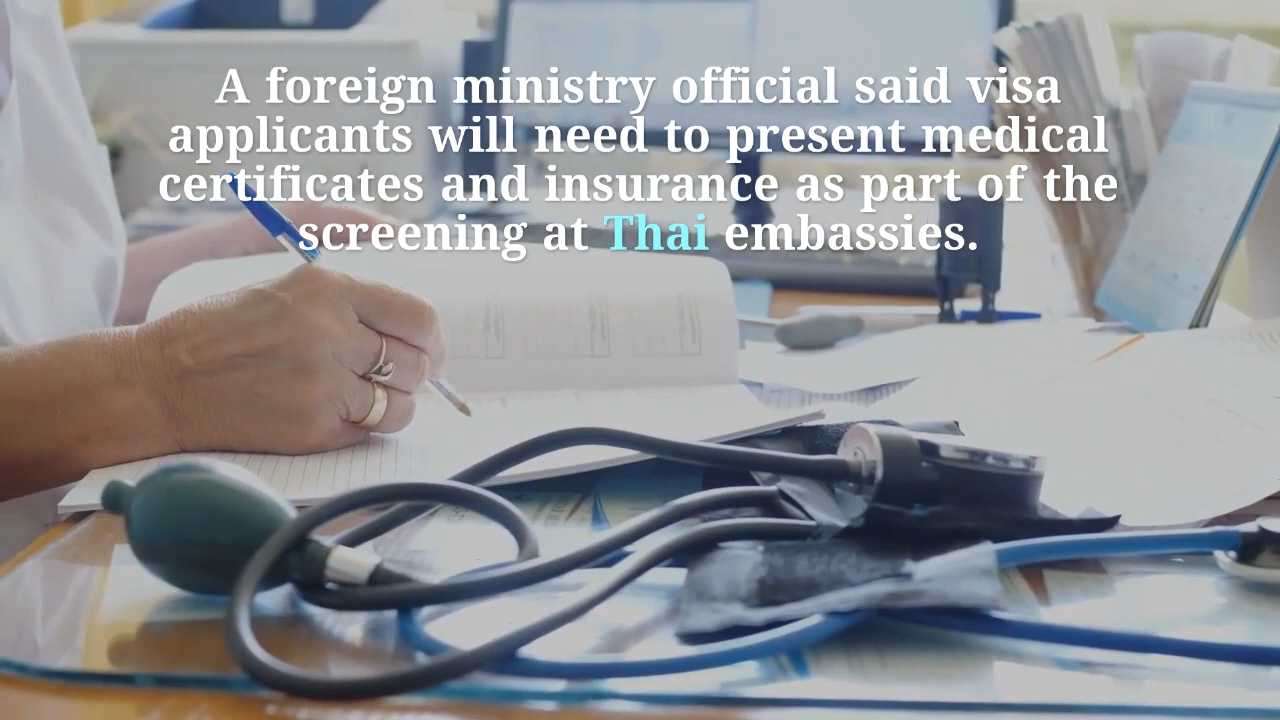 A foreign ministry official said visa
applicants will need to present medical
certificates and insurance as part of the
screening at Thai embassies.